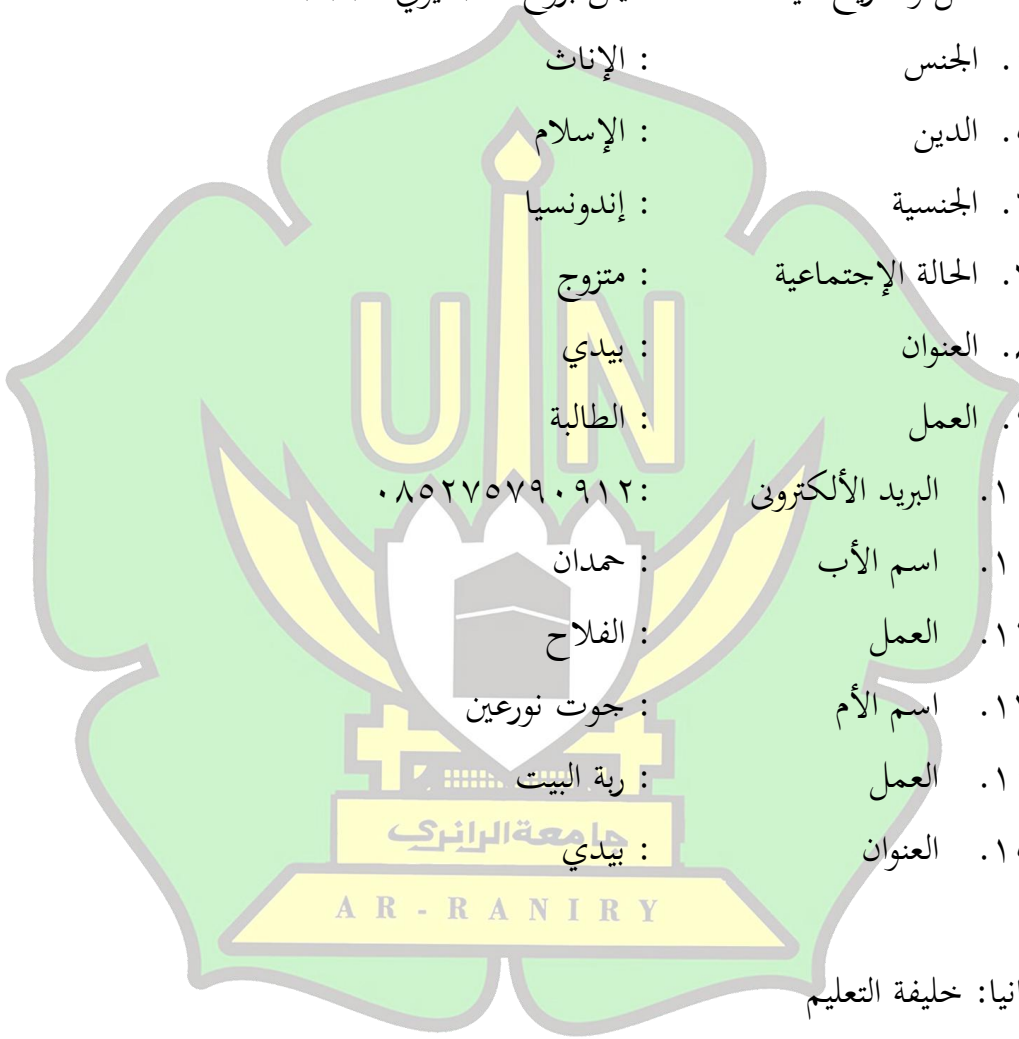 الجنس : الإناث
الدين : الإسلام
الجنسية : إندونسيا
الحالة الإجتماعية : متزوج
العنوان : بيدي
العمل : الطالبة
البريد الألكترونى :٠٨٥٢٧٥٧٩٠٩١٢
اسم الأب : حمدان
العمل : الفلاح
اسم الأم : جوت نورعين
العمل : ربة البيت
العنوان : بيدي
انيا: خليفة التعليم
UIN
جامعة الرانري
AR-RANIRY